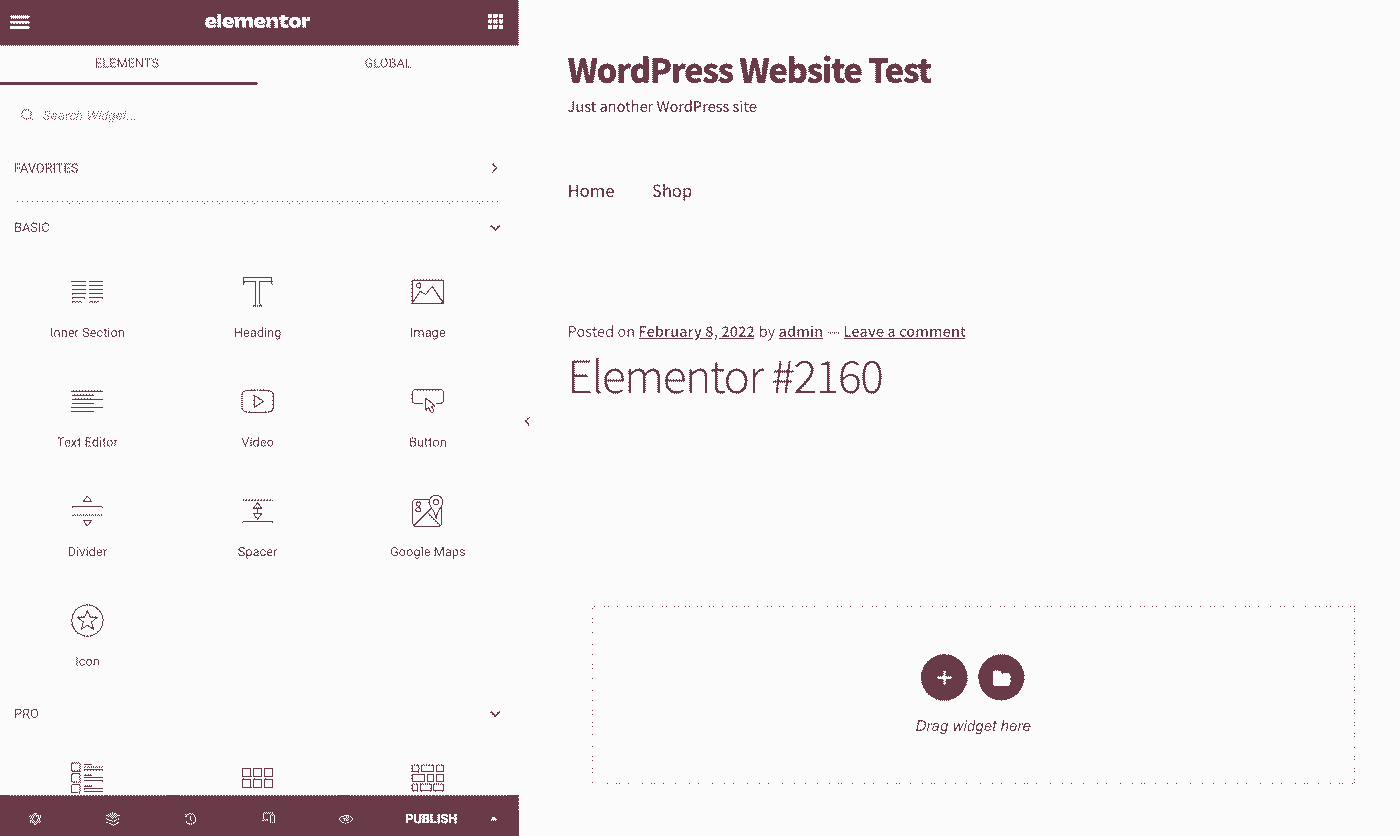 elementor
ELEMENTS GLOBAL
Search Widget...
FAVORITES
BASIC
Inner Section Heading Image
Text Editor Video Button
Divider Spacer Google Maps
Icon
PRO
PUBLISH
WordPress Website Test
Just another WordPress site
Home Shop
Posted on February 8, 2022 by admin — Leave a comment
Elementor #2160
Drag widget here